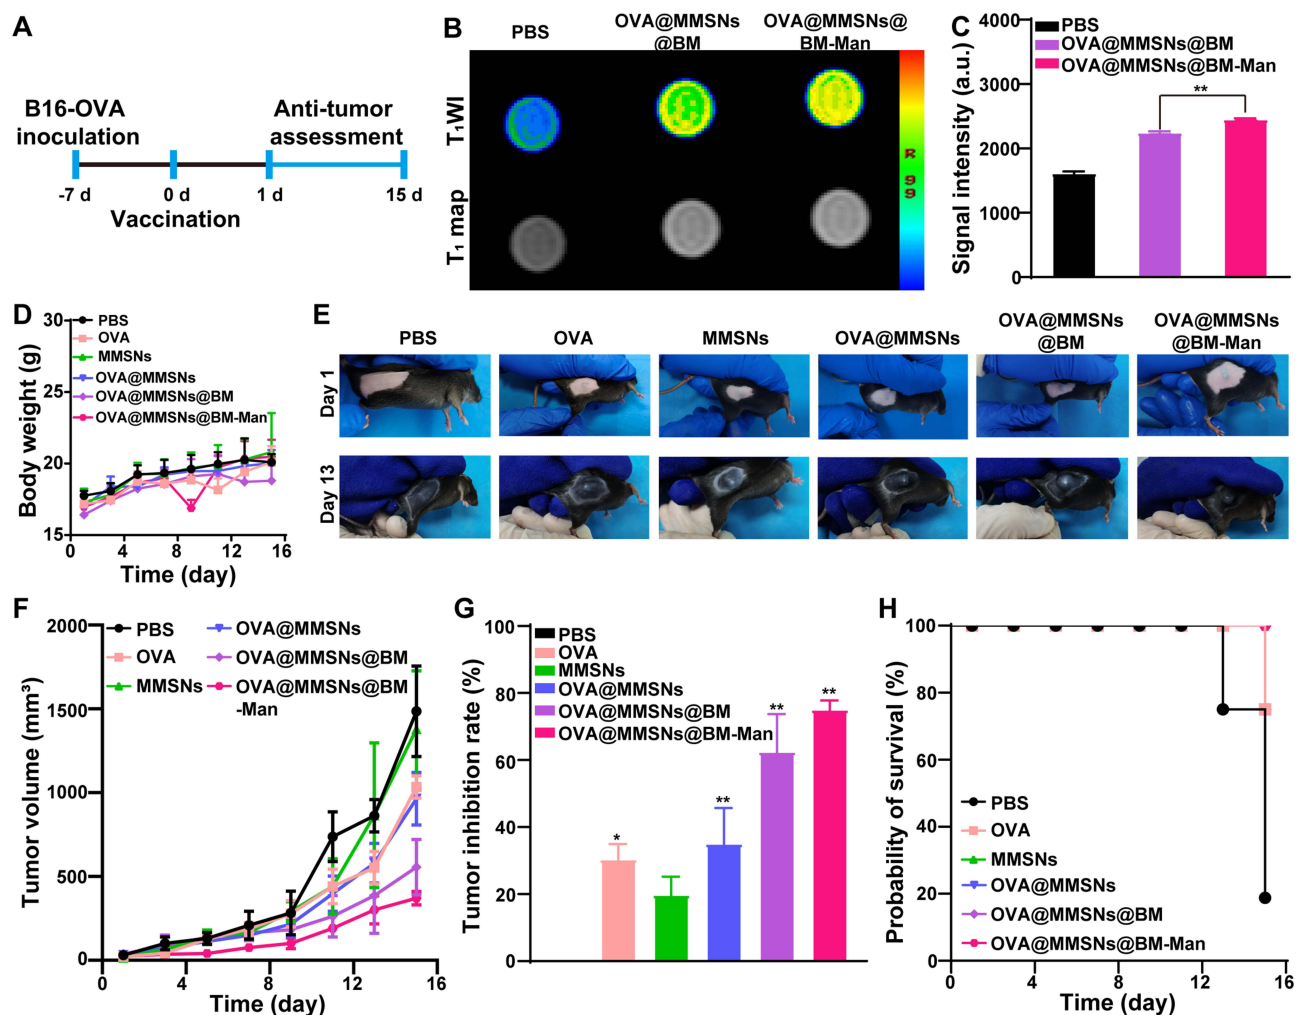 A
B16-OVA
inoculation
Anti-tumor
assessment
-7 d
0 d
1 d
15 d
Vaccination
B
PBS
OVA@MMSNs
@BM
OVA@MMSNs@
BM-Man
T₁WI
T₁ map
C
PBS
OVA@MMSNs@BM
OVA@MMSNs@BM-Man
**
Signal intensity (a.u.)
4000
3000
2000
1000
0
D
PBS
OVA
MMSNs
OVA@MMSNs
OVA@MMSNs@BM
OVA@MMSNs@BM-Man
Body weight (g)
30
25
20
15
0 4 8 12 16
Time (day)
E
PBS
OVA
MMSNs
OVA@MMSNs
OVA@MMSNs
@BM
OVA@MMSNs
@BM-Man
Day 1
Day 13
F
PBS
OVA
MMSNs
OVA@MMSNs
OVA@MMSNs@BM
OVA@MMSNs@BM
-Man
Tumor volume (mm³)
2000
1500
1000
500
0
0 4 8 12 16
Time (day)
G
PBS
OVA
MMSNs
OVA@MMSNs
OVA@MMSNs@BM
OVA@MMSNs@BM-Man
Tumor inhibition rate (%)
100
80
60
40
20
0
*
**
**
**
H
Probability of survival (%)
100
80
60
40
20
0
PBS
OVA
MMSNs
OVA@MMSNs
OVA@MMSNs@BM
OVA@MMSNs@BM-Man
0 4 8 12 16
Time (day)